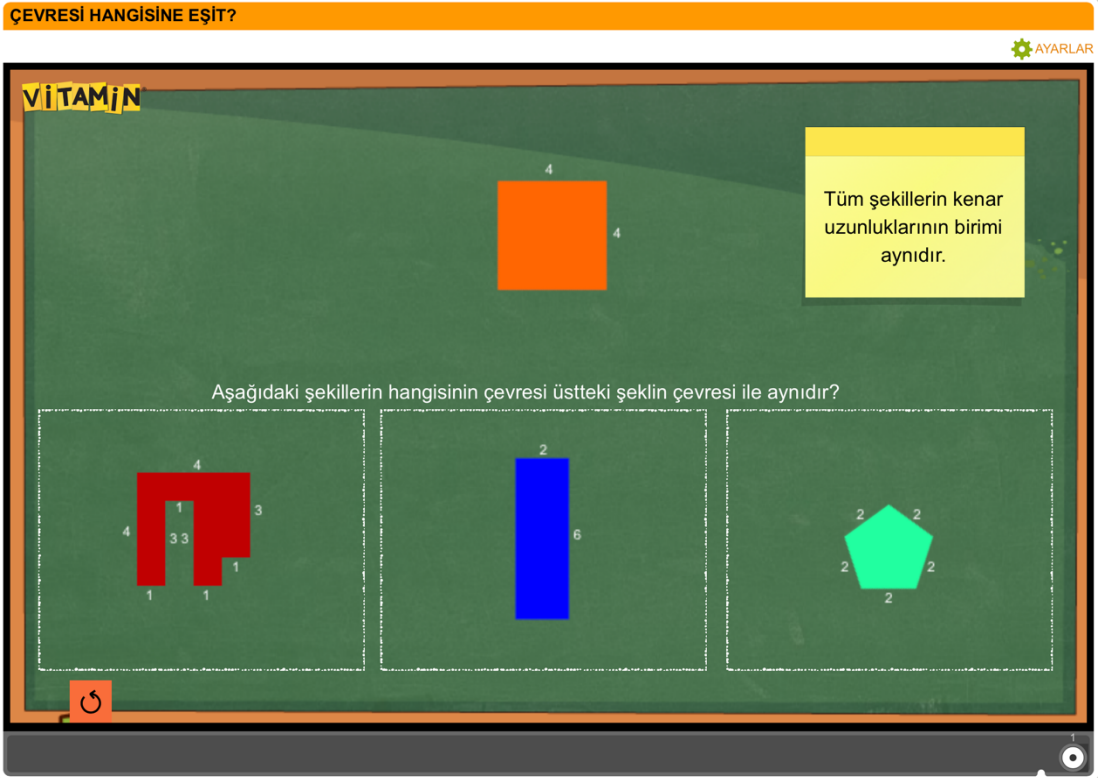 ÇEVRESİ HANGİSİNE EŞİT?
AYARLAR
VİTAMİN
4
4
Tüm şekillerin kenar
uzunluklarının birimi
aynıdır.
Aşağıdaki şekillerin hangisinin çevresi üstteki şeklin çevresi ile aynıdır?
4
1
3
4
3 3
1
1
1
2
6
2
2
2
2
2
1